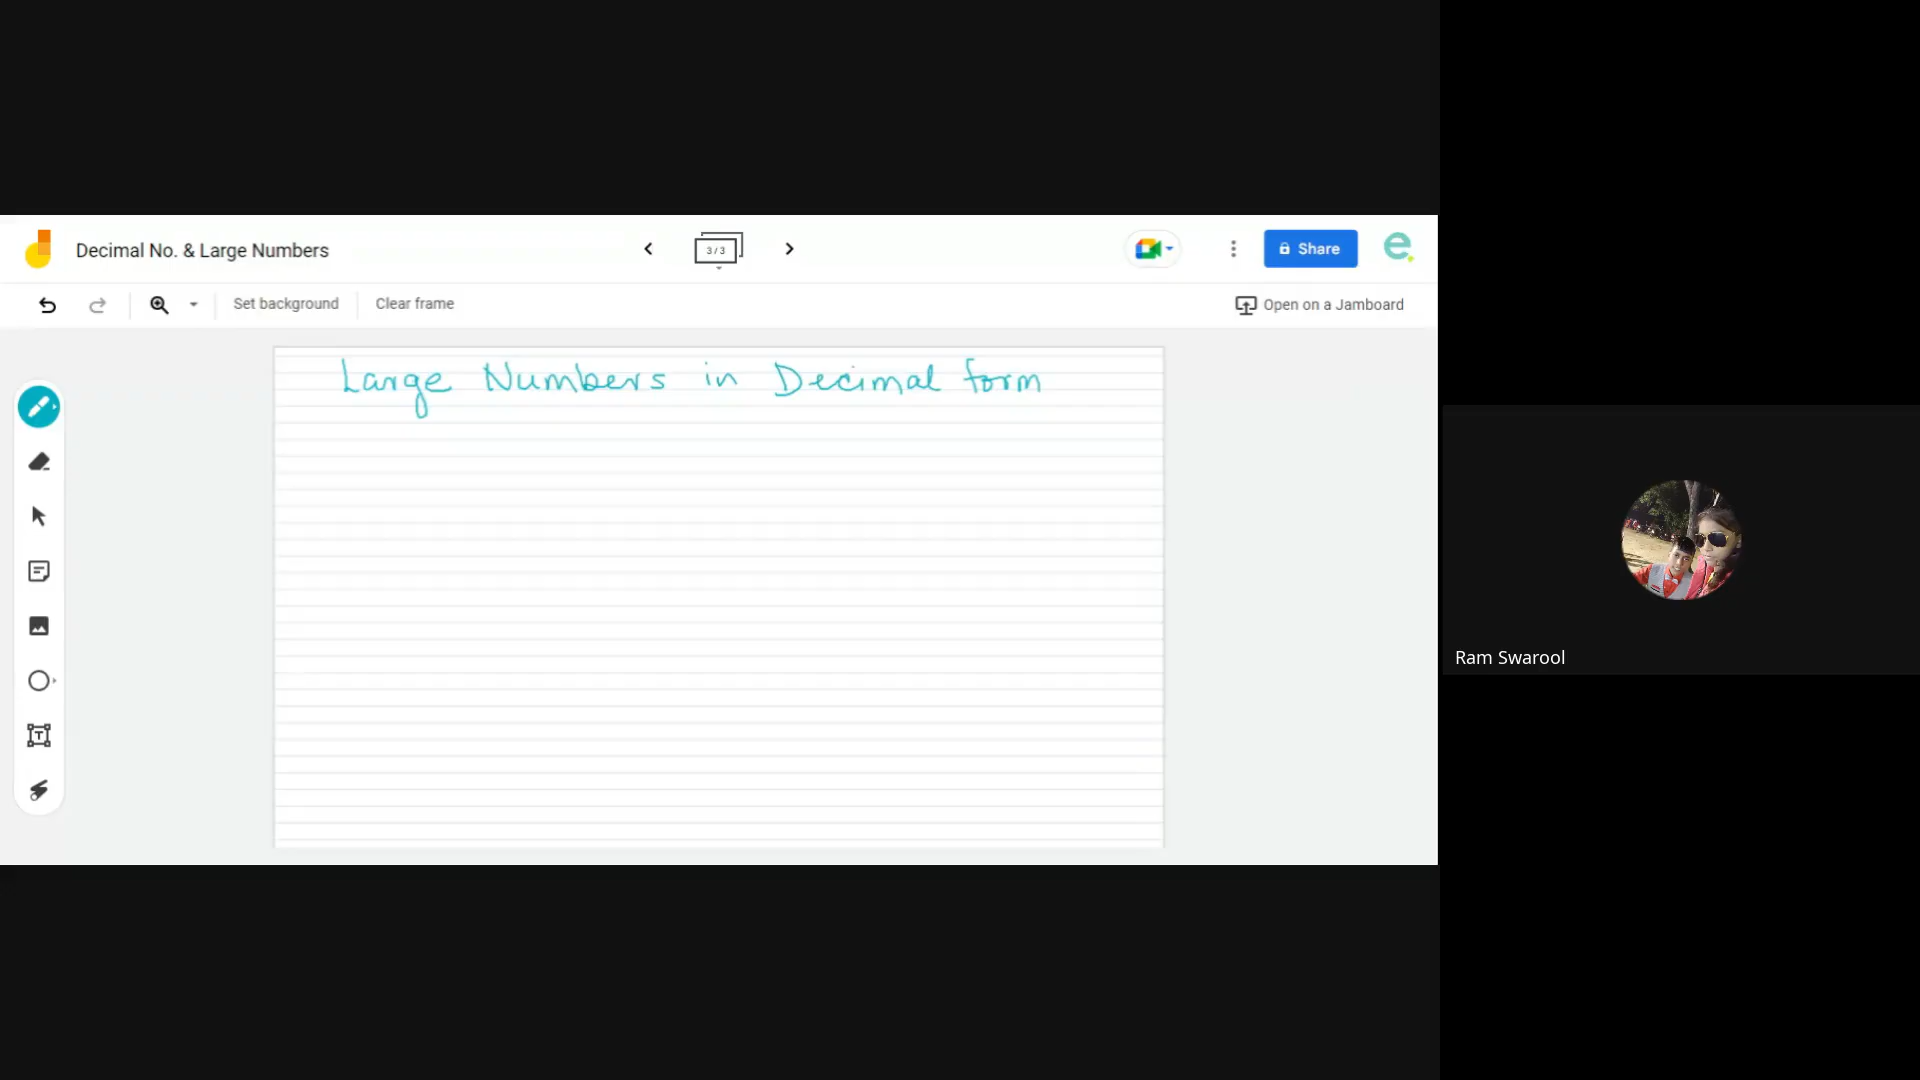 Decimal No. & Large Numbers
3 / 3
Share
e.
Set background
Clear frame
Open on a Jamboard
Large Numbers in Decimal form
T
Ram Swarool